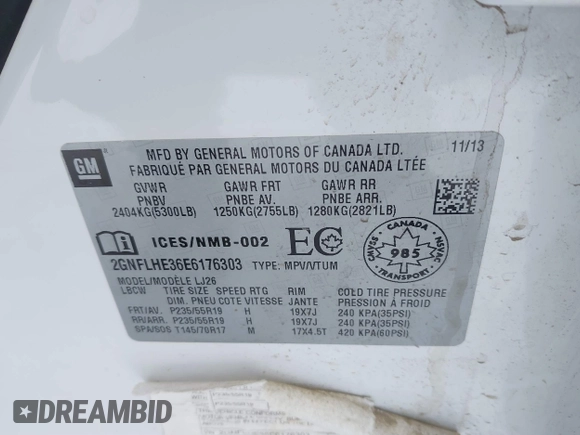 GM
MFD BY GENERAL MOTORS OF CANADA LTD. 11/13
FABRIQUÉ PAR GENERAL MOTORS DU CANADA LTÉE
GVWR GAWR FRT GAWR RR
PNBV PNBE AV. PNBE ARR.
2404KG(5300LB) 1250KG(2755LB) 1280KG(2821LB)
ICES/NMB-002 EC
CANADA
CMVSS 985 NSVAC
TRANSPORT
2GNFLHE36E6176303 TYPE: MPV/VTUM
MODEL/MODÈLE LJ26
LBCW TIRE SIZE SPEED RTG RIM COLD TIRE PRESSURE
DIM. PNEU COTE VITESSE JANTE PRESSION À FROID
FRT/AV. P235/55R19 H 19X7J 240 KPA(35PSI)
RR/ARR. P235/55R19 H 19X7J 240 KPA(35PSI)
SPA/SDS T145/70R17 M 17X4.5T 420 KPA(60PSI)
DREAMBID